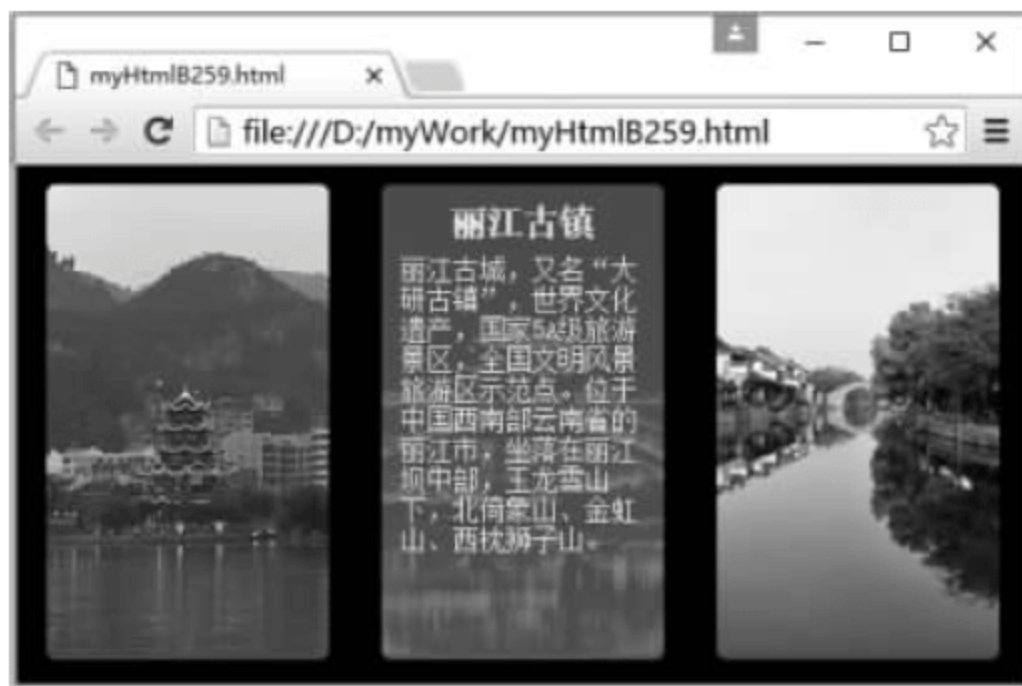 myHtmlB259.html
file:///D:/myWork/myHtmlB259.html
丽江古镇
丽江古城，又名“大
研古镇”，世界文化
遗产，国家5a级旅游
景区，全国文明风景
旅游区示范点。位于
中国西南部云南省的
丽江市，坐落在丽江
坝中部，玉龙雪山
下，北倚象山、金虹
山、西枕狮子山。